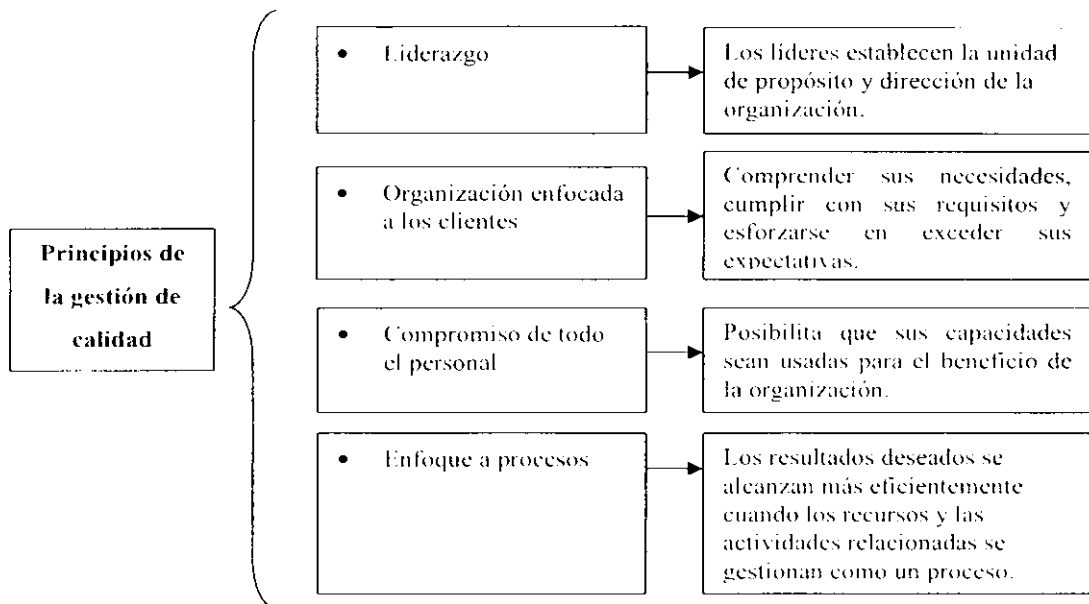 Principios de
la gestión de
calidad
• Liderazgo
Los líderes establecen la unidad
de propósito y dirección de la
organización.
• Organización enfocada
a los clientes
Comprender sus necesidades,
cumplir con sus requisitos y
esforzarse en exceder sus
expectativas.
• Compromiso de todo
el personal
Posibilita que sus capacidades
sean usadas para el beneficio de
la organización.
• Enfoque a procesos
Los resultados deseados se
alcanzan más eficientemente
cuando los recursos y las
actividades relacionadas se
gestionan como un proceso.